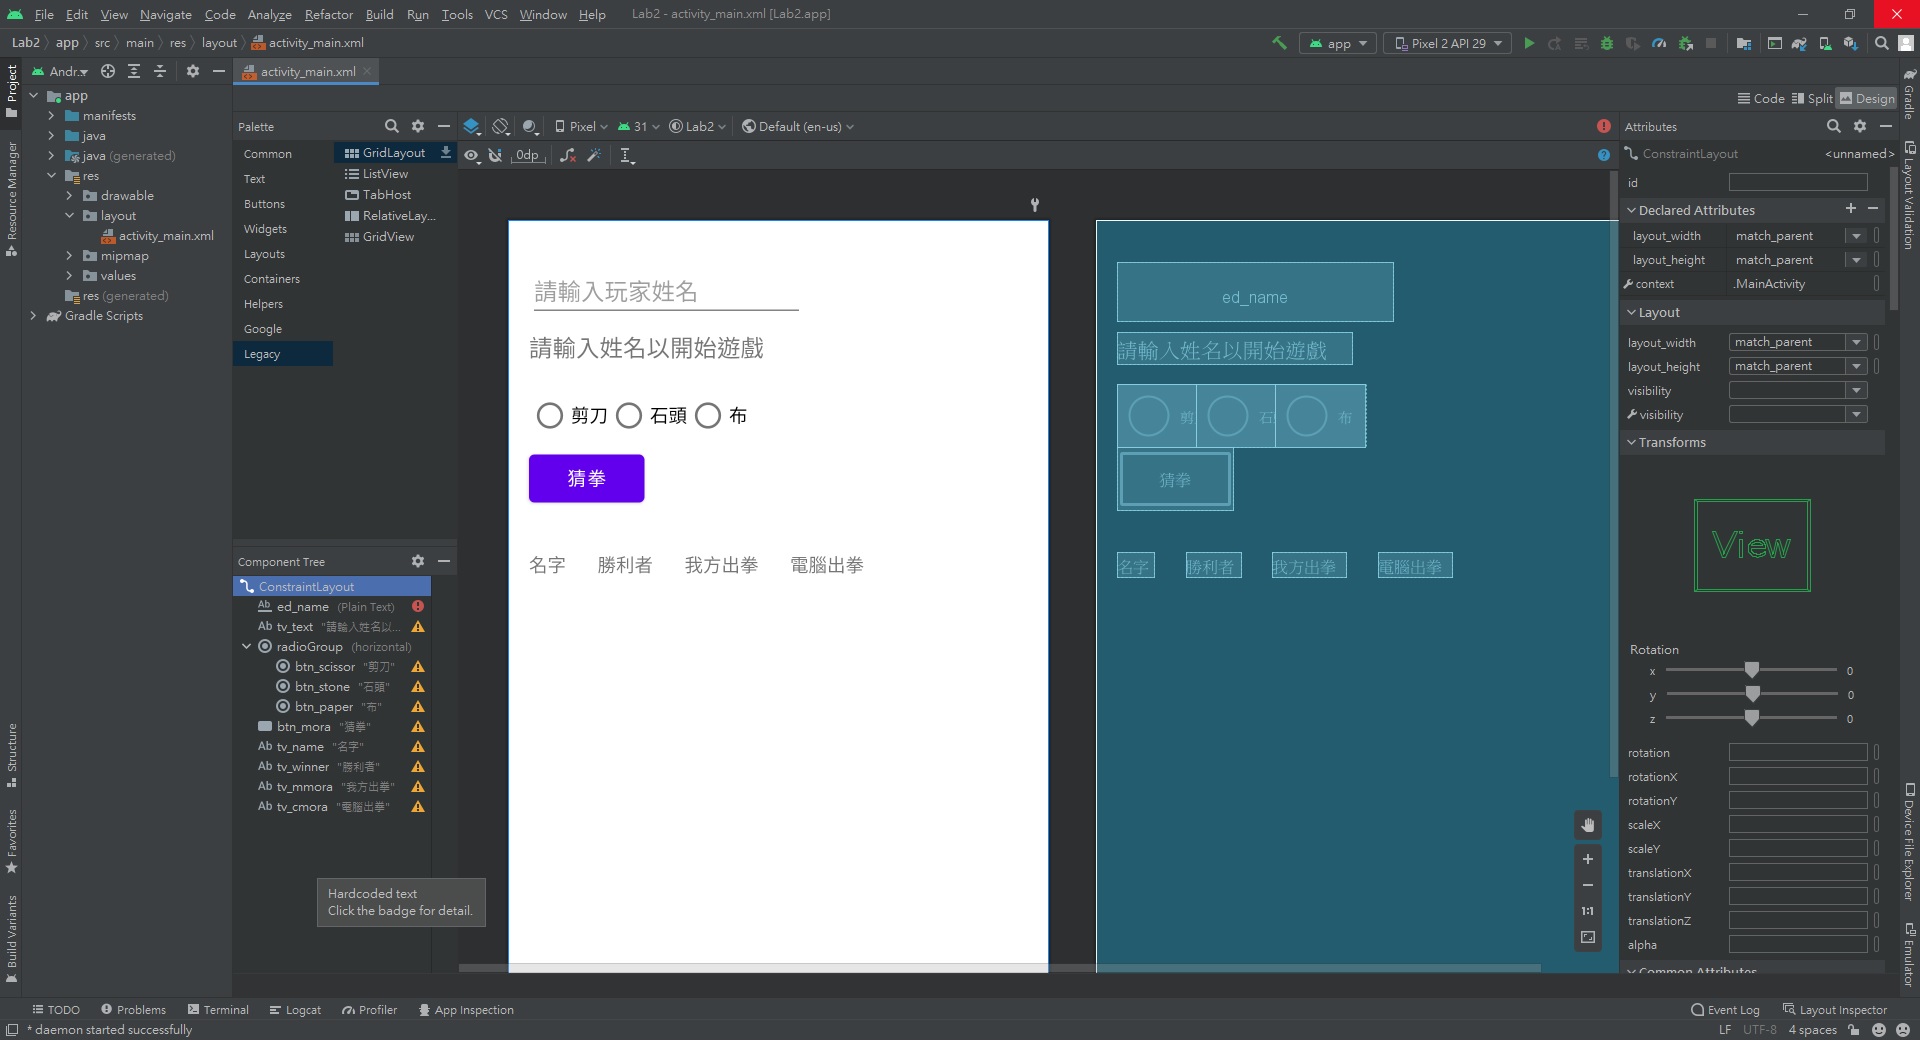 File Edit View Navigate Code Analyze Refactor Build Run Tools VCS Window Help Lab2 - activity_main.xml [Lab2.app]
Lab2 app src main res layout activity_main.xml
app Pixel 2 API 29
Andr...
activity_main.xml
Project
Resource Manager
Structure
Favorites
Build Variants
app
manifests
java
java (generated)
res
drawable
layout
activity_main.xml
mipmap
values
res (generated)
Gradle Scripts
Code Split Design
Palette
Common
Text
Buttons
Widgets
Layouts
Containers
Helpers
Google
Legacy
GridLayout
ListView
TabHost
RelativeLay...
GridView
Pixel 31 Lab2 Default (en-us)
0dp
Component Tree
ConstraintLayout
Ab ed_name (Plain Text)
Ab tv_text "請輸入姓名以...
radioGroup (horizontal)
btn_scissor "剪刀"
btn_stone "石頭"
btn_paper "布"
btn_mora "猜拳"
Ab tv_name "名字"
Ab tv_winner "勝利者"
Ab tv_mmora "我方出拳"
Ab tv_cmora "電腦出拳"
Hardcoded text
Click the badge for detail.
請輸入玩家姓名
請輸入姓名以開始遊戲
剪刀 石頭 布
猜拳
名字 勝利者 我方出拳 電腦出拳
ed_name
請輸入姓名以開始遊戲
剪 石 布
猜拳
名字 勝利者 我方出拳 電腦出拳
1:1
Attributes
ConstraintLayout <unnamed>
id
Declared Attributes
layout_width match_parent
layout_height match_parent
context .MainActivity
Layout
layout_width match_parent
layout_height match_parent
visibility
visibility
Transforms
View
Rotation
x 0
y 0
z 0
rotation
rotationX
rotationY
scaleX
scaleY
translationX
translationY
translationZ
alpha
Common Attributes
Gradle
Layout Validation
Device File Explorer
Emulator
TODO Problems Terminal Logcat Profiler App Inspection Event Log Layout Inspector
* daemon started successfully LF UTF-8 4 spaces